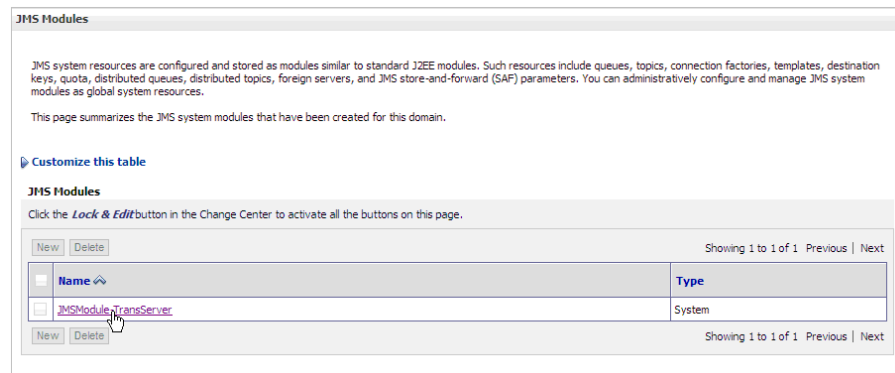 JMS Modules
JMS system resources are configured and stored as modules similar to standard J2EE modules. Such resources include queues, topics, connection factories, templates, destination
keys, quota, distributed queues, distributed topics, foreign servers, and JMS store-and-forward (SAF) parameters. You can administratively configure and manage JMS system
modules as global system resources.
This page summarizes the JMS system modules that have been created for this domain.
Customize this table
JMS Modules
Click the Lock & Edit button in the Change Center to activate all the buttons on this page.
New Delete Showing 1 to 1 of 1 Previous | Next
Name Type
JMSModule-TransServer System
New Delete Showing 1 to 1 of 1 Previous | Next